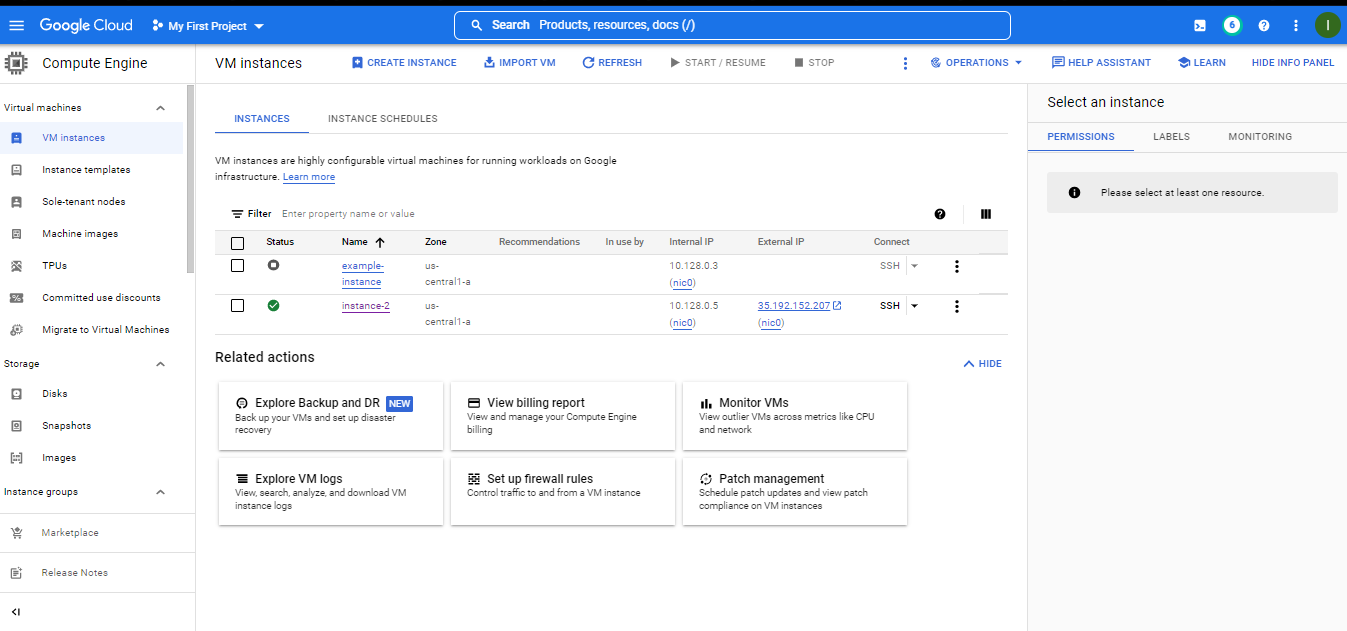 Google Cloud
My First Project
Search Products, resources, docs (/)
6
I
Compute Engine
VM instances
CREATE INSTANCE
IMPORT VM
REFRESH
START / RESUME
STOP
OPERATIONS
HELP ASSISTANT
LEARN
HIDE INFO PANEL
Virtual machines
VM instances
Instance templates
Sole-tenant nodes
Machine images
TPUs
Committed use discounts
Migrate to Virtual Machines
Storage
Disks
Snapshots
Images
Instance groups
Marketplace
Release Notes
INSTANCES
INSTANCE SCHEDULES
VM instances are highly configurable virtual machines for running workloads on Google
infrastructure. Learn more
Filter Enter property name or value
Status Name Zone Recommendations In use by Internal IP External IP Connect
example- us- 10.128.0.3 SSH
instance central1-a (nic0)
instance-2 us- 10.128.0.5 35.192.152.207 SSH
central1-a (nic0) (nic0)
Related actions
HIDE
Explore Backup and DR NEW
Back up your VMs and set up disaster
recovery
View billing report
View and manage your Compute Engine
billing
Monitor VMs
View outlier VMs across metrics like CPU
and network
Explore VM logs
View, search, analyze, and download VM
instance logs
Set up firewall rules
Control traffic to and from a VM instance
Patch management
Schedule patch updates and view patch
compliance on VM instances
Select an instance
PERMISSIONS
LABELS
MONITORING
Please select at least one resource.